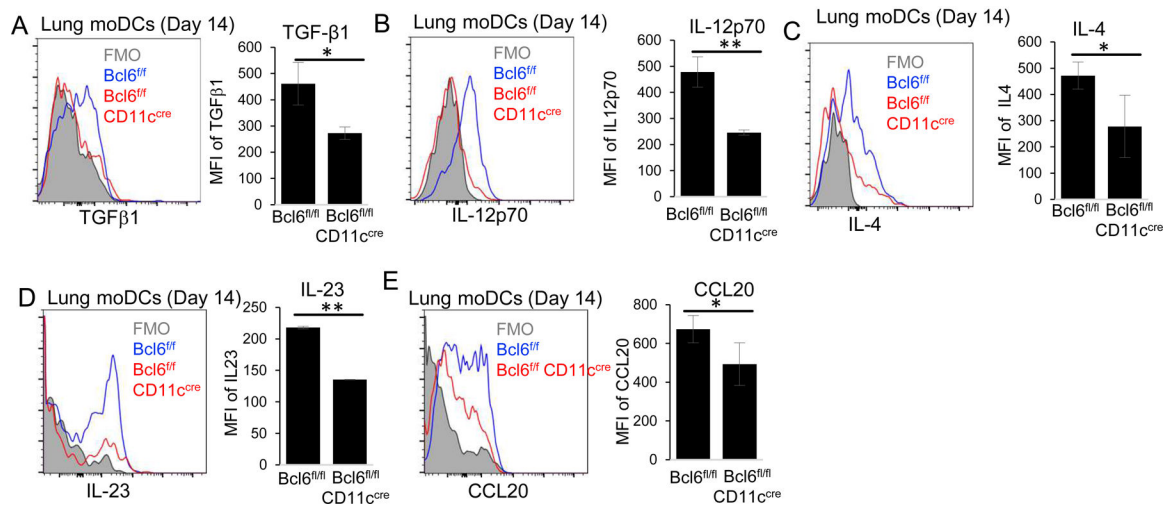 A
Lung moDCs (Day 14)
FMO
Bcl6f/f
Bcl6f/f
CD11ccre
TGFβ1
TGF-β1
*
MFI of TGFβ1
600
500
400
300
200
100
0
Bcl6fl/fl
Bcl6fl/fl
CD11ccre
B
Lung moDCs (Day 14)
FMO
Bcl6f/f
Bcl6f/f
CD11ccre
IL-12p70
IL-12p70
**
MFI of IL12p70
600
500
400
300
200
100
0
Bcl6fl/fl
Bcl6fl/fl
CD11ccre
C
Lung moDCs (Day 14)
FMO
Bcl6f/f
Bcl6f/f
CD11ccre
IL-4
IL-4
*
MFI of IL4
600
500
400
300
200
100
0
Bcl6fl/fl
Bcl6fl/fl
CD11ccre
D
Lung moDCs (Day 14)
FMO
Bcl6f/f
Bcl6f/f
CD11ccre
IL-23
IL-23
**
MFI of IL23
250
200
150
100
50
0
Bcl6fl/fl
Bcl6fl/fl
CD11ccre
E
Lung moDCs (Day 14)
FMO
Bcl6f/f
Bcl6f/f CD11ccre
CCL20
CCL20
*
MFI of CCL20
800
600
400
600
0
Bcl6fl/fl
Bcl6fl/fl
CD11ccre